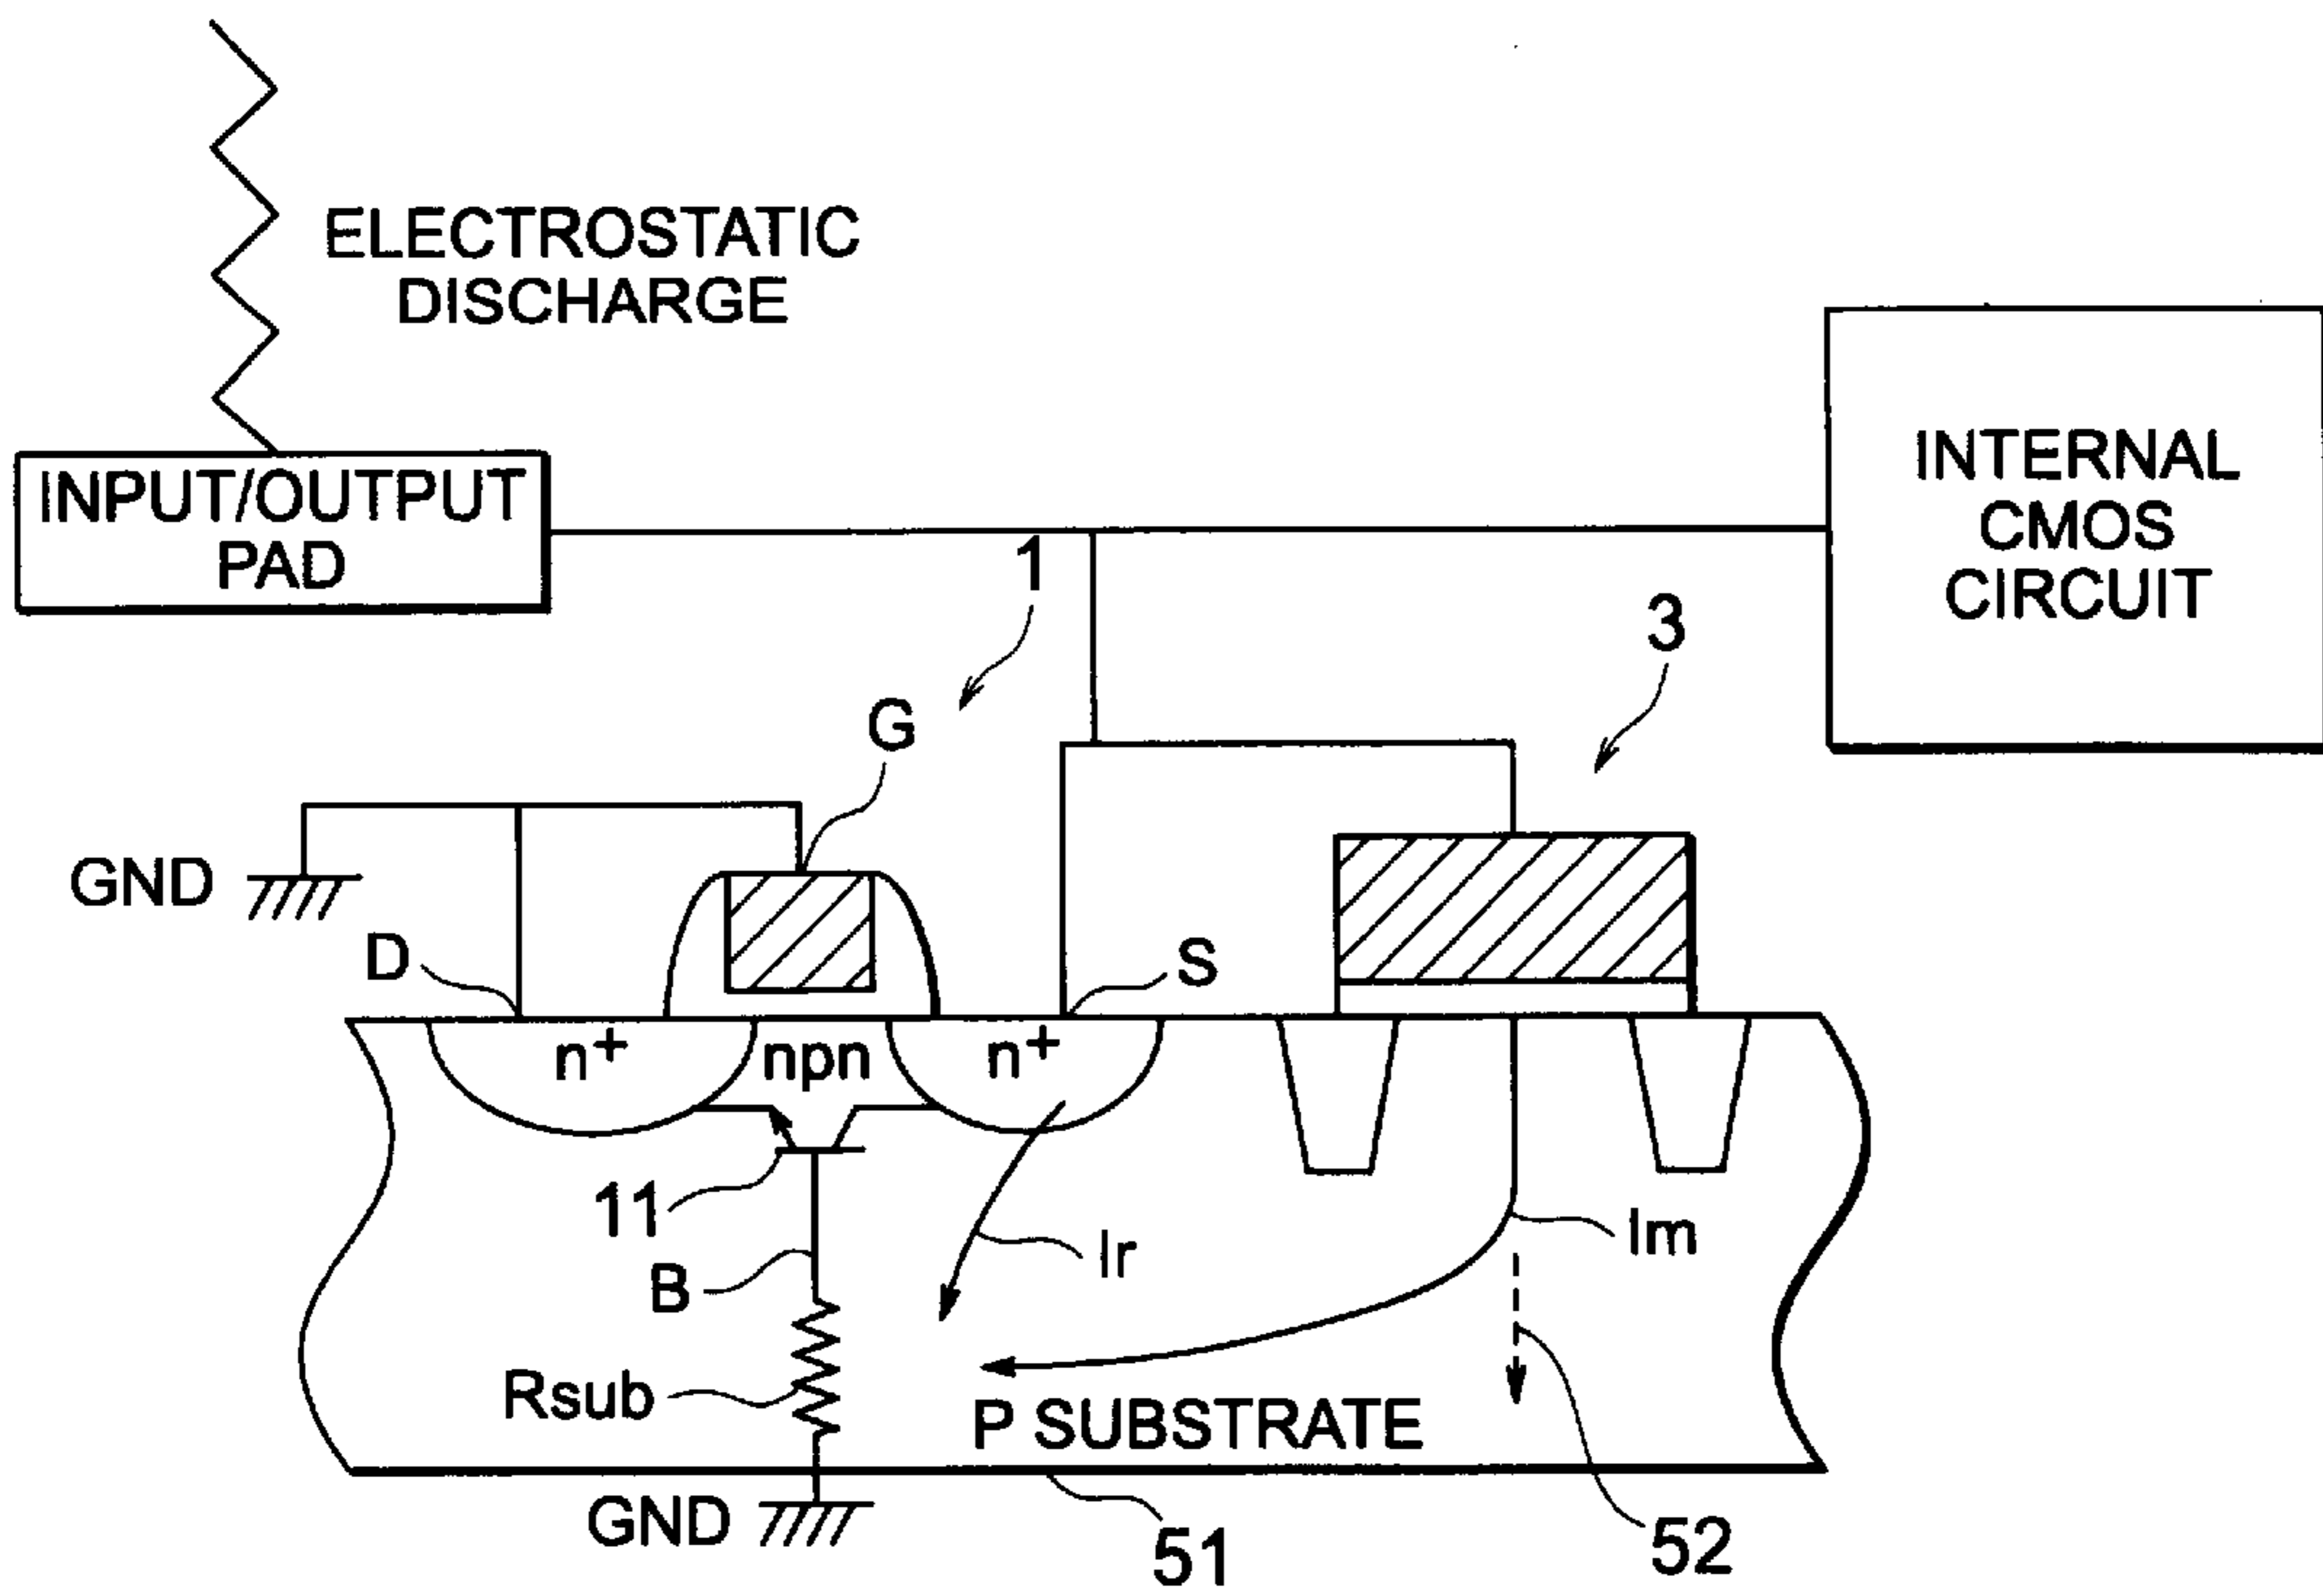 ELECTROSTATIC
DISCHARGE
INPUT/OUTPUT
PAD
INTERNAL
CMOS
CIRCUIT
1
3
G
GND
D
S
n+
npn
n+
11
Ir
Im
B
Rsub
P SUBSTRATE
GND
51
52